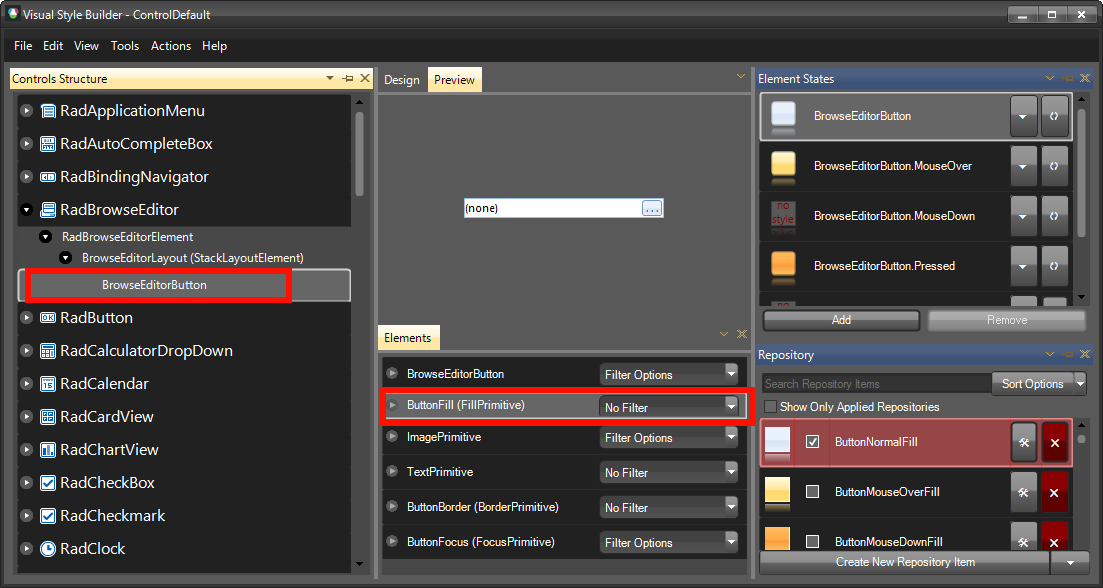 Visual Style Builder - ControlDefault
File Edit View Tools Actions Help
Controls Structure
RadApplicationMenu
RadAutoCompleteBox
RadBindingNavigator
RadBrowseEditor
RadBrowseEditorElement
BrowseEditorLayout (StackLayoutElement)
BrowseEditorButton
RadButton
RadCalculatorDropDown
RadCalendar
RadCardView
RadChartView
RadCheckBox
RadCheckmark
RadClock
Design Preview
(none) ...
Elements
BrowseEditorButton Filter Options
ButtonFill (FillPrimitive) No Filter
ImagePrimitive Filter Options
TextPrimitive No Filter
ButtonBorder (BorderPrimitive) No Filter
ButtonFocus (FocusPrimitive) Filter Options
Element States
BrowseEditorButton
BrowseEditorButton.MouseOver
no
style
BrowseEditorButton.MouseDown
BrowseEditorButton.Pressed
Add Remove
Repository
Search Repository Items Sort Options
Show Only Applied Repositories
ButtonNormalFill
ButtonMouseOverFill
ButtonMouseDownFill
Create New Repository Item